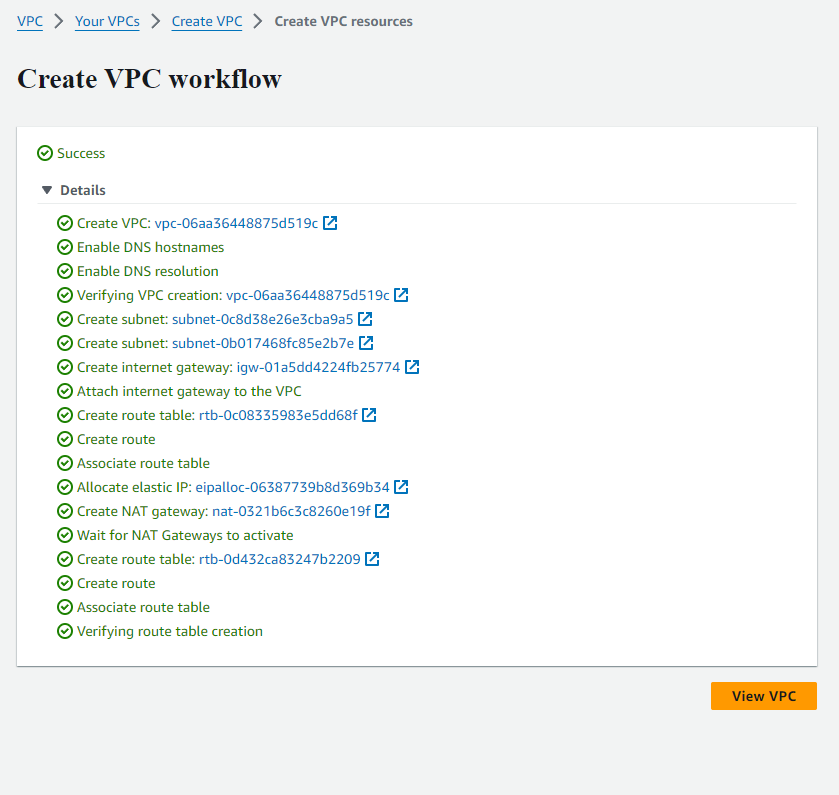 VPC > Your VPCs > Create VPC > Create VPC resources
Create VPC workflow
Success
Details
Create VPC: vpc-06aa36448875d519c
Enable DNS hostnames
Enable DNS resolution
Verifying VPC creation: vpc-06aa36448875d519c
Create subnet: subnet-0c8d38e26e3cba9a5
Create subnet: subnet-0b017468fc85e2b7e
Create internet gateway: igw-01a5dd4224fb25774
Attach internet gateway to the VPC
Create route table: rtb-0c08335983e5dd68f
Create route
Associate route table
Allocate elastic IP: eipalloc-06387739b8d369b34
Create NAT gateway: nat-0321b6c3c8260e19f
Wait for NAT Gateways to activate
Create route table: rtb-0d432ca83247b2209
Create route
Associate route table
Verifying route table creation
View VPC